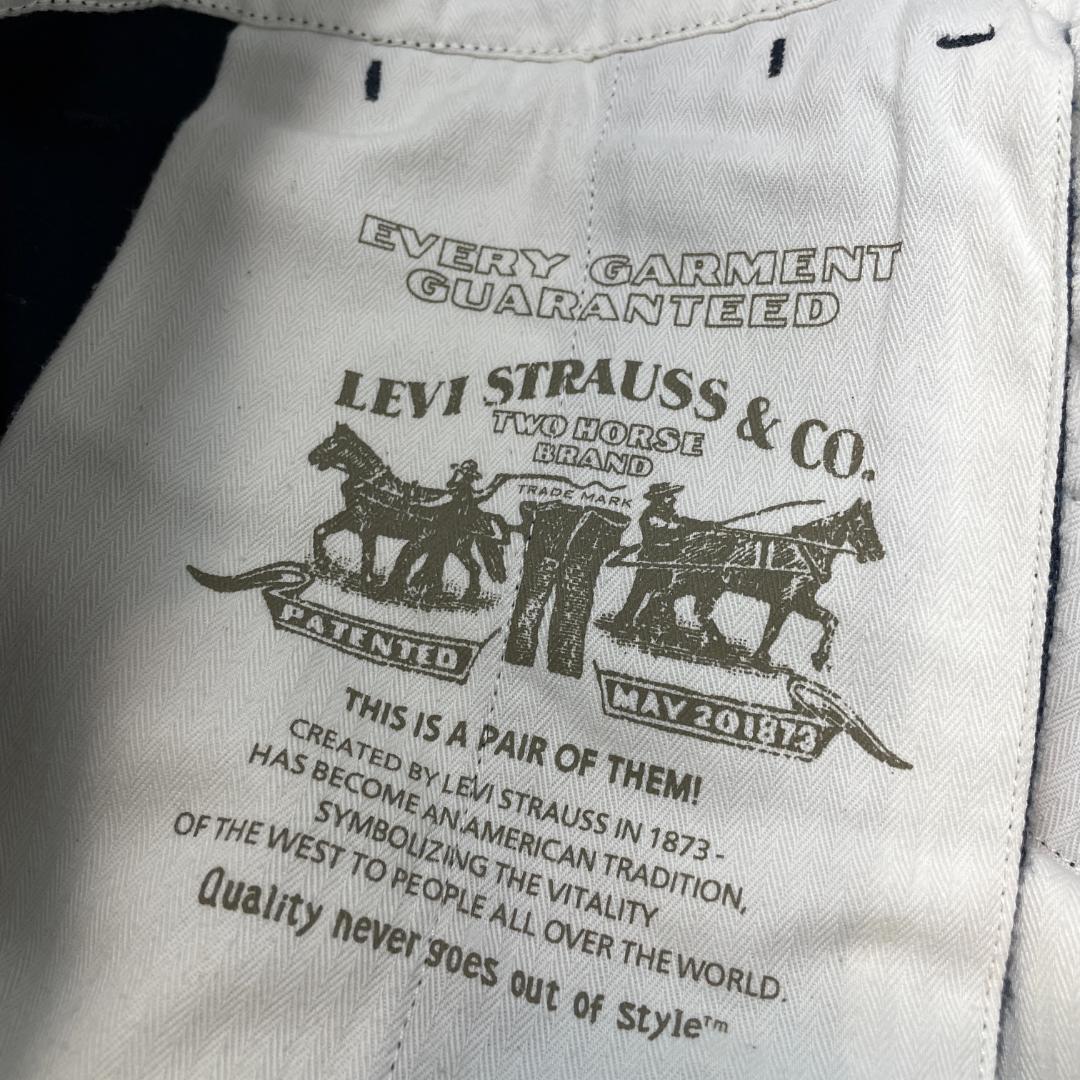 EVERY GARMENT
GUARANTEED
LEVI STRAUSS & CO.
TWO HORSE
BRAND
TRADE MARK
PATENTED
MAY 20 1873
THIS IS A PAIR OF THEM!
CREATED BY LEVI STRAUSS IN 1873 -
HAS BECOME AN AMERICAN TRADITION,
SYMBOLIZING THE VITALITY
OF THE WEST TO PEOPLE ALL OVER THE WORLD.
Quality never goes out of Style™